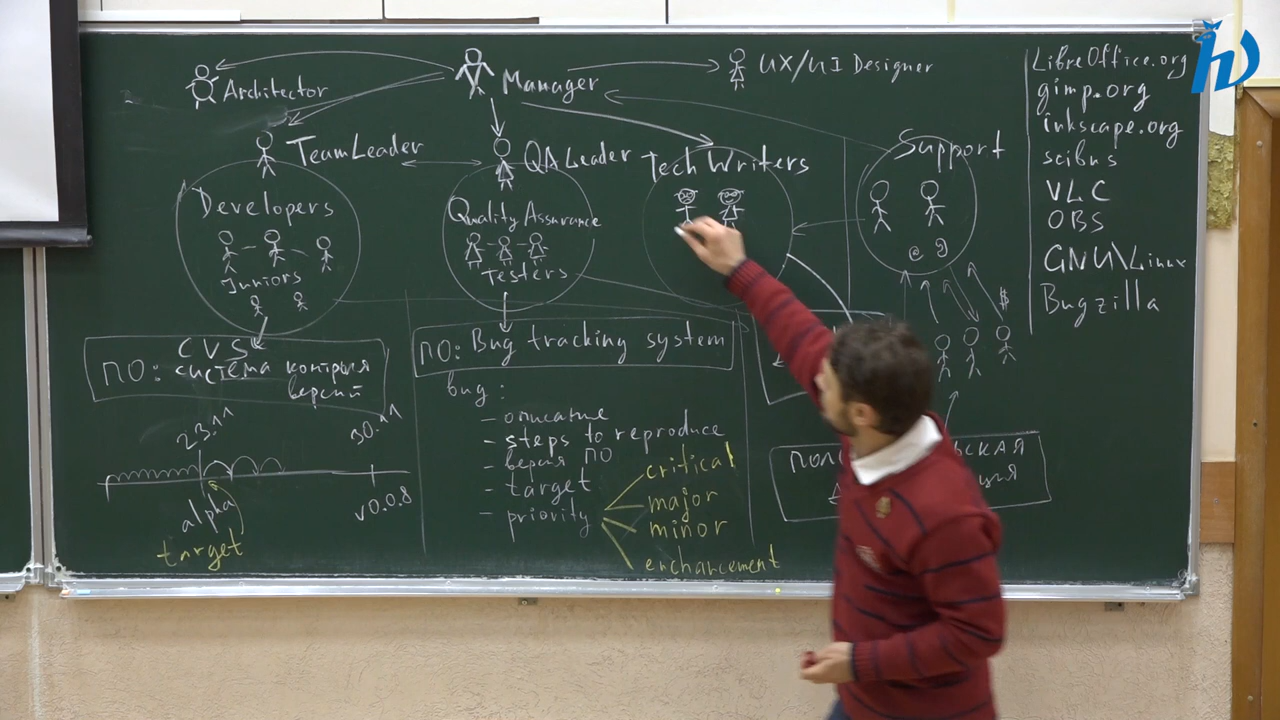 Architector
Manager
UX/UI Designer
TeamLeader
QA Leader
Tech Writers
Support
Developers
Juniors
Quality Assurance
Testers
@
$
LibreOffice.org
gimp.org
inkscape.org
scibus
VLC
OBS
GNU\Linux
Bugzilla
CVS
ПО: система контроля
версий
23.11
30.11
alpha
v0.0.8
target
ПО: Bug tracking system
bug:
- описание
- steps to reproduce
- версия ПО
- target
- priority
critical
major
minor
enchancement